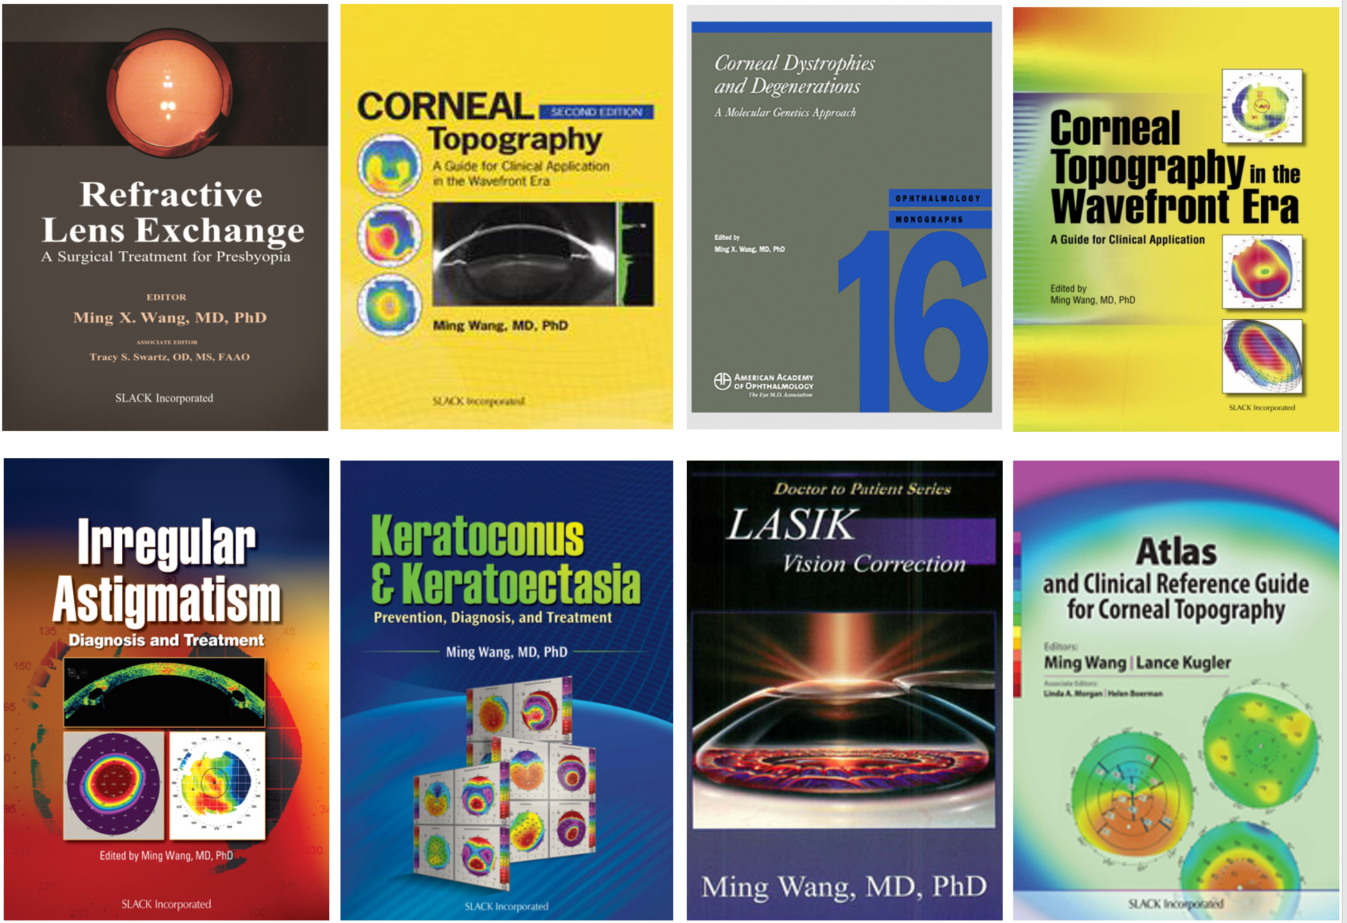 Refractive
Lens Exchange
A Surgical Treatment for Presbyopia
EDITOR
Ming X. Wang, MD, PhD
ASSOCIATE EDITOR
Tracy S. Swartz, OD, MS, FAAO
SLACK Incorporated
CORNEAL SECOND EDITION
Topography
A Guide for Clinical Application
in the Wavefront Era
Ming Wang, MD, PhD
SLACK Incorporated
Corneal Dystrophies
and Degenerations
A Molecular Genetics Approach
OPHTHALMOLOGY
MONOGRAPHS
Edited by
Ming X. Wang, MD, PhD
16
AMERICAN ACADEMY
OF OPHTHALMOLOGY
The Eye M.D. Association
Corneal
Topography in the
Wavefront Era
A Guide for Clinical Application
Edited by
Ming Wang, MD, PhD
SLACK Incorporated
Irregular
Astigmatism
Diagnosis and Treatment
135
45
150
Edited by Ming Wang, MD, PhD
SLACK Incorporated
Keratoconus
& Keratoectasia
Prevention, Diagnosis, and Treatment
Ming Wang, MD, PhD
SLACK Incorporated
Doctor to Patient Series
LASIK
Vision Correction
Ming Wang, MD, PhD
Atlas
and Clinical Reference Guide
for Corneal Topography
Editors:
Ming Wang | Lance Kugler
Associate Editors:
Linda A. Morgan | Helen Boerman
SLACK Incorporated